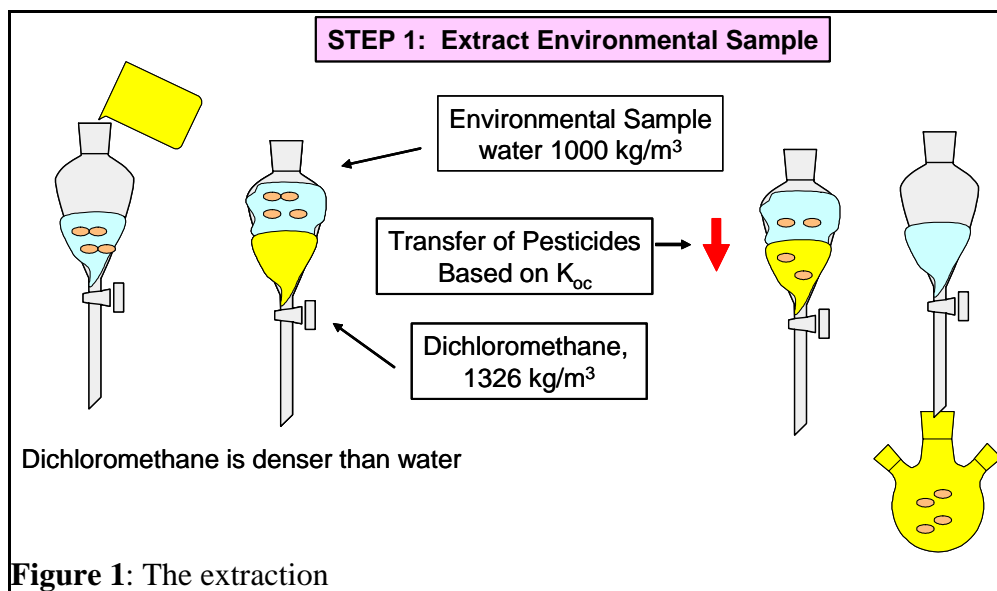 STEP 1: Extract Environmental Sample
Environmental Sample
water 1000 kg/m³
Transfer of Pesticides
Based on Koc
Dichloromethane,
1326 kg/m³
Dichloromethane is denser than water
Figure 1: The extraction